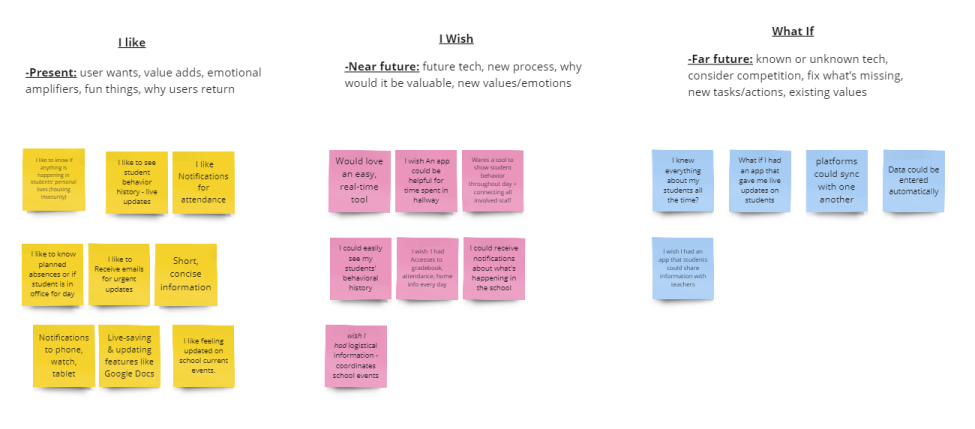 I like
-Present: user wants, value adds, emotional
amplifiers, fun things, why users return
I like to know if
anything is
happening in
students' personal
lives (housing
insecurity)
I like to see
student
behavior
history - live
updates
I like
Notifications
for
attendance
I like to know
planned
absences or if
student is in
office for day
I like to
Receive emails
for urgent
updates
Short,
concise
information
Notifications
to phone,
watch,
tablet
Live-saving
& updating
features like
Google Docs
I like feeling
updated on
school current
events.
I Wish
-Near future: future tech, new process, why
would it be valuable, new values/emotions
Would love
an easy,
real-time
tool
I wish An app
could be
helpful for
time spent in
hallway
Wants a tool to
show student
behavior
throughout day +
connecting all
involved staff
I could easily
see my
students'
behavioral
history
I wish I had
Accesses to
gradebook,
attendance, home
info every day
I could receive
notifications
about what's
happening in
the school
wish I
had logistical
information -
coordinates
school events
What If
-Far future: known or unknown tech,
consider competition, fix what's missing,
new tasks/actions, existing values
I knew
everything
about my
students all
the time?
What if I had
an app that
gave me live
updates on
students
platforms
could sync
with one
another
Data could be
entered
automatically
I wish I had an
app that students
could share
information with
teachers